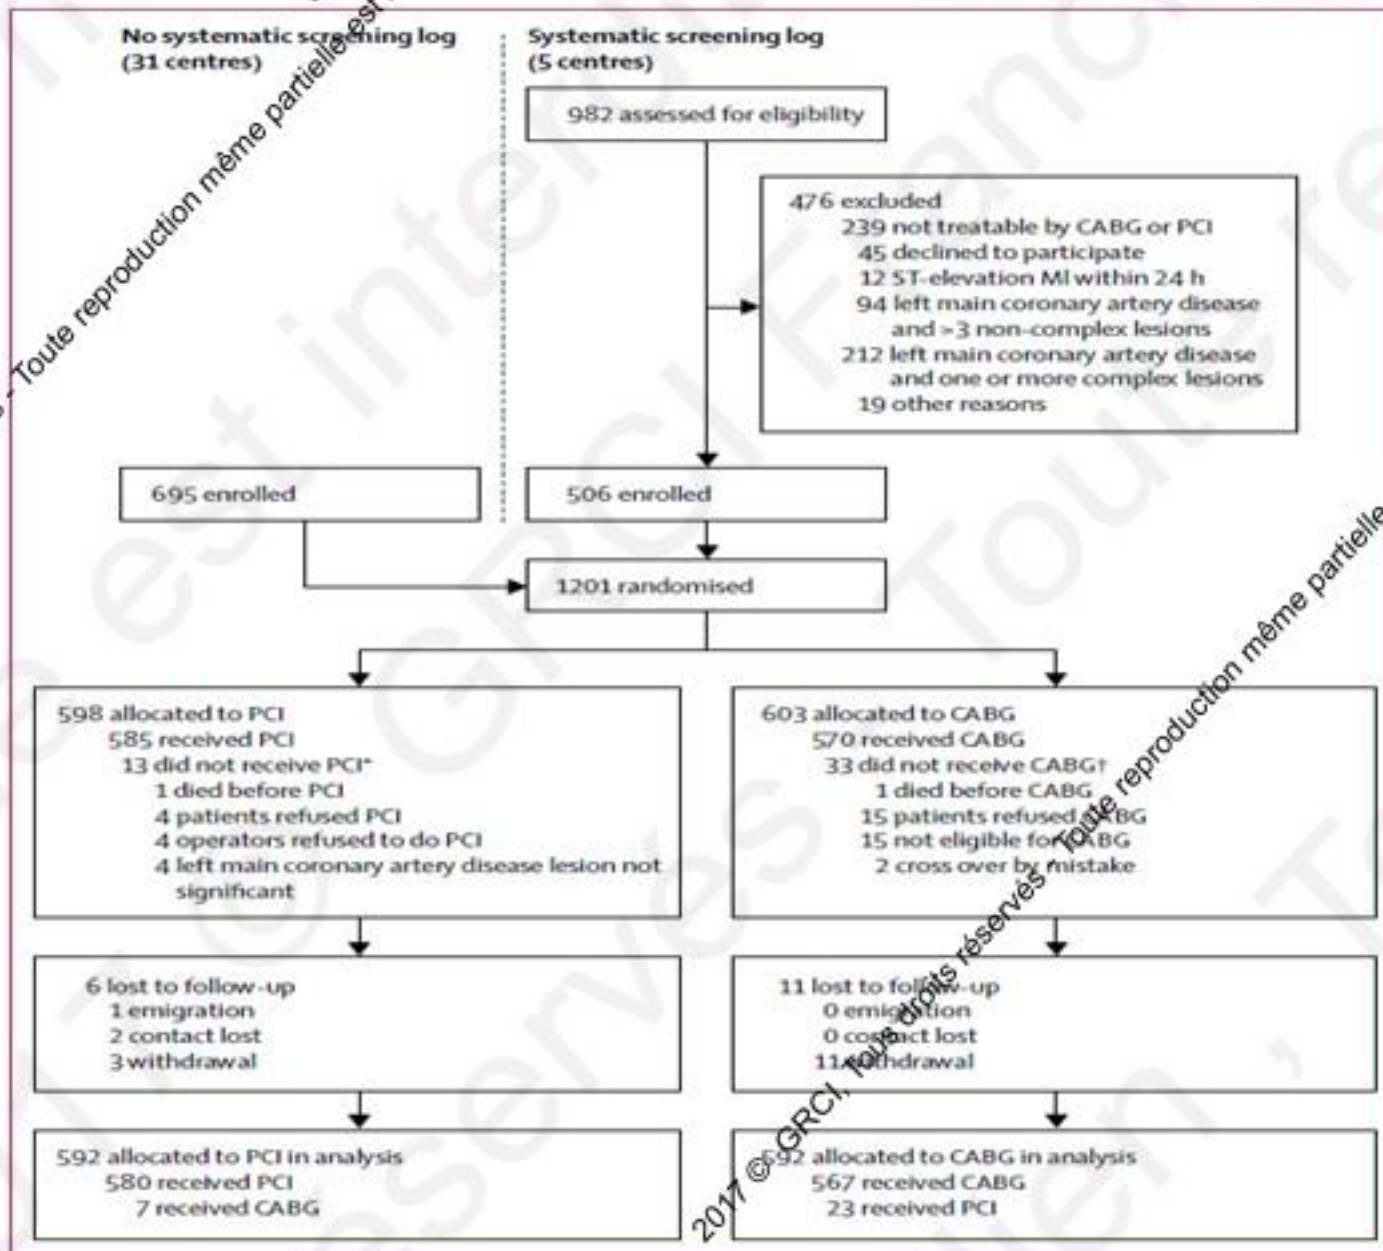 No systematic screening log
(31 centres)
Systematic screening log
(5 centres)
982 assessed for eligibility
476 excluded
239 not treatable by CABG or PCI
45 declined to participate
12 ST-elevation MI within 24 h
94 left main coronary artery disease
and >3 non-complex lesions
212 left main coronary artery disease
and one or more complex lesions
19 other reasons
695 enrolled
506 enrolled
1201 randomised
598 allocated to PCI
585 received PCI
13 did not receive PCI*
1 died before PCI
4 patients refused PCI
4 operators refused to do PCI
4 left main coronary artery disease lesion not
significant
603 allocated to CABG
570 received CABG
33 did not receive CABG†
1 died before CABG
15 patients refused CABG
15 not eligible for CABG
2 cross over by mistake
6 lost to follow-up
1 emigration
2 contact lost
3 withdrawal
11 lost to follow-up
0 emigration
0 contact lost
11 withdrawal
592 allocated to PCI in analysis
580 received PCI
7 received CABG
592 allocated to CABG in analysis
567 received CABG
23 received PCI
- Toute reproduction même partielle est
2017 © GRCI, Tous droits réservés - Toute reproduction même partielle